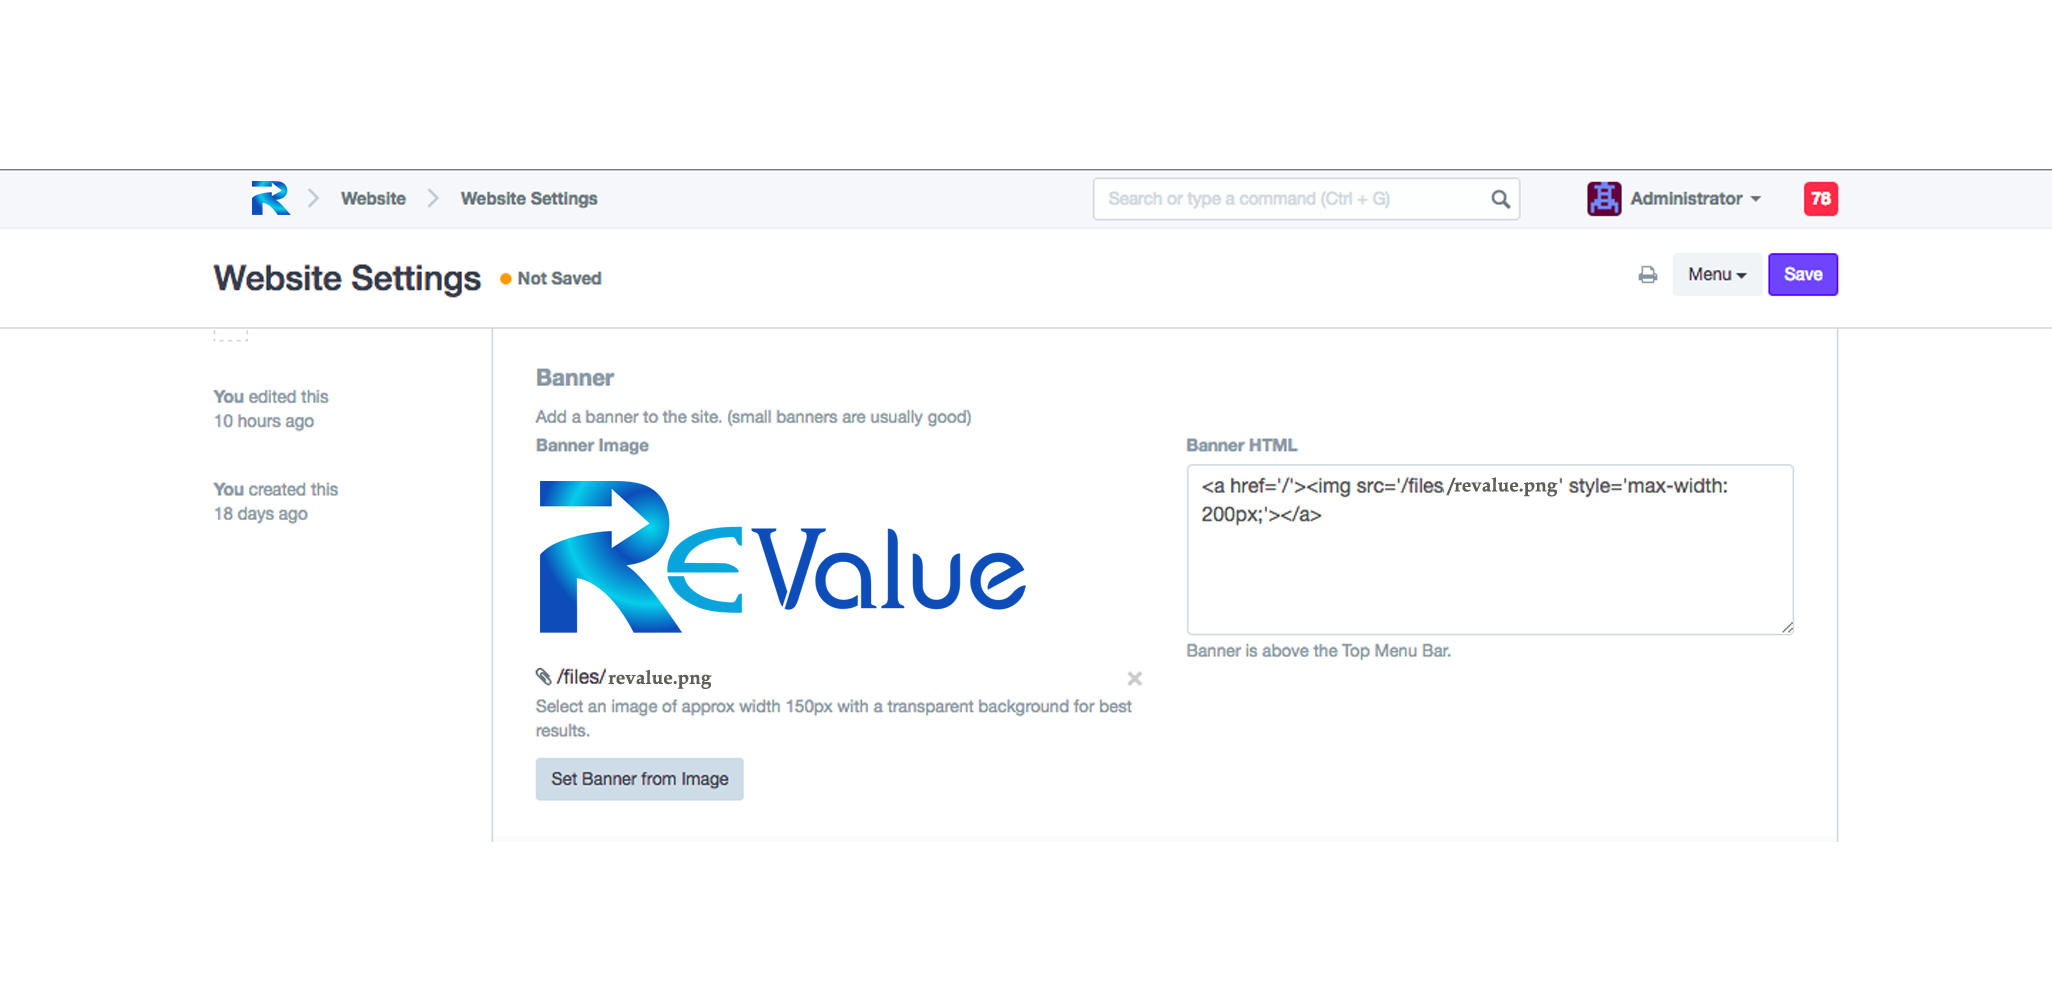 R Website Website Settings Search or type a command (Ctrl + G) Administrator 78
Website Settings Not Saved Menu Save
You edited this
10 hours ago
You created this
18 days ago
Banner
Add a banner to the site. (small banners are usually good)
Banner Image
ReValue
/files/revalue.png
Select an image of approx width 150px with a transparent background for best
results.
Set Banner from Image
Banner HTML
<a href='/'><img src='/files/revalue.png' style='max-width:
200px;'></a>
Banner is above the Top Menu Bar.